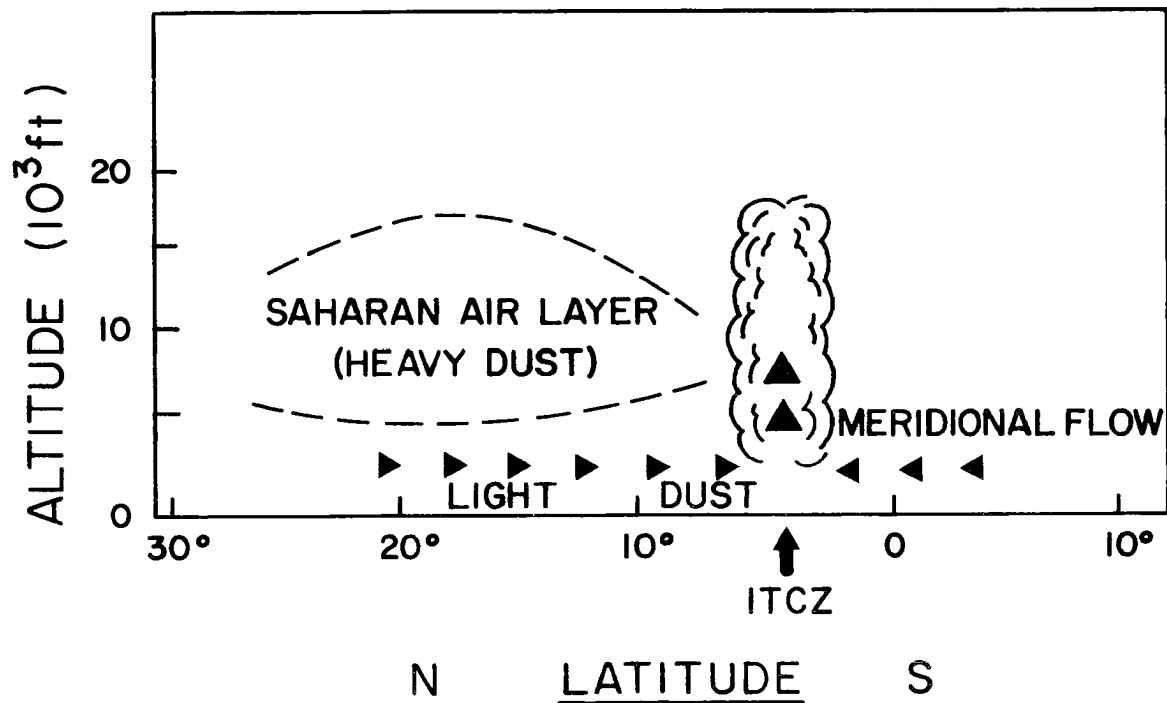 ALTITUDE (10³ft)
20
10
0
SAHARAN AIR LAYER
(HEAVY DUST)
MERIDIONAL FLOW
LIGHT DUST
30° 20° 10° 0 10°
ITCZ
N LATITUDE S